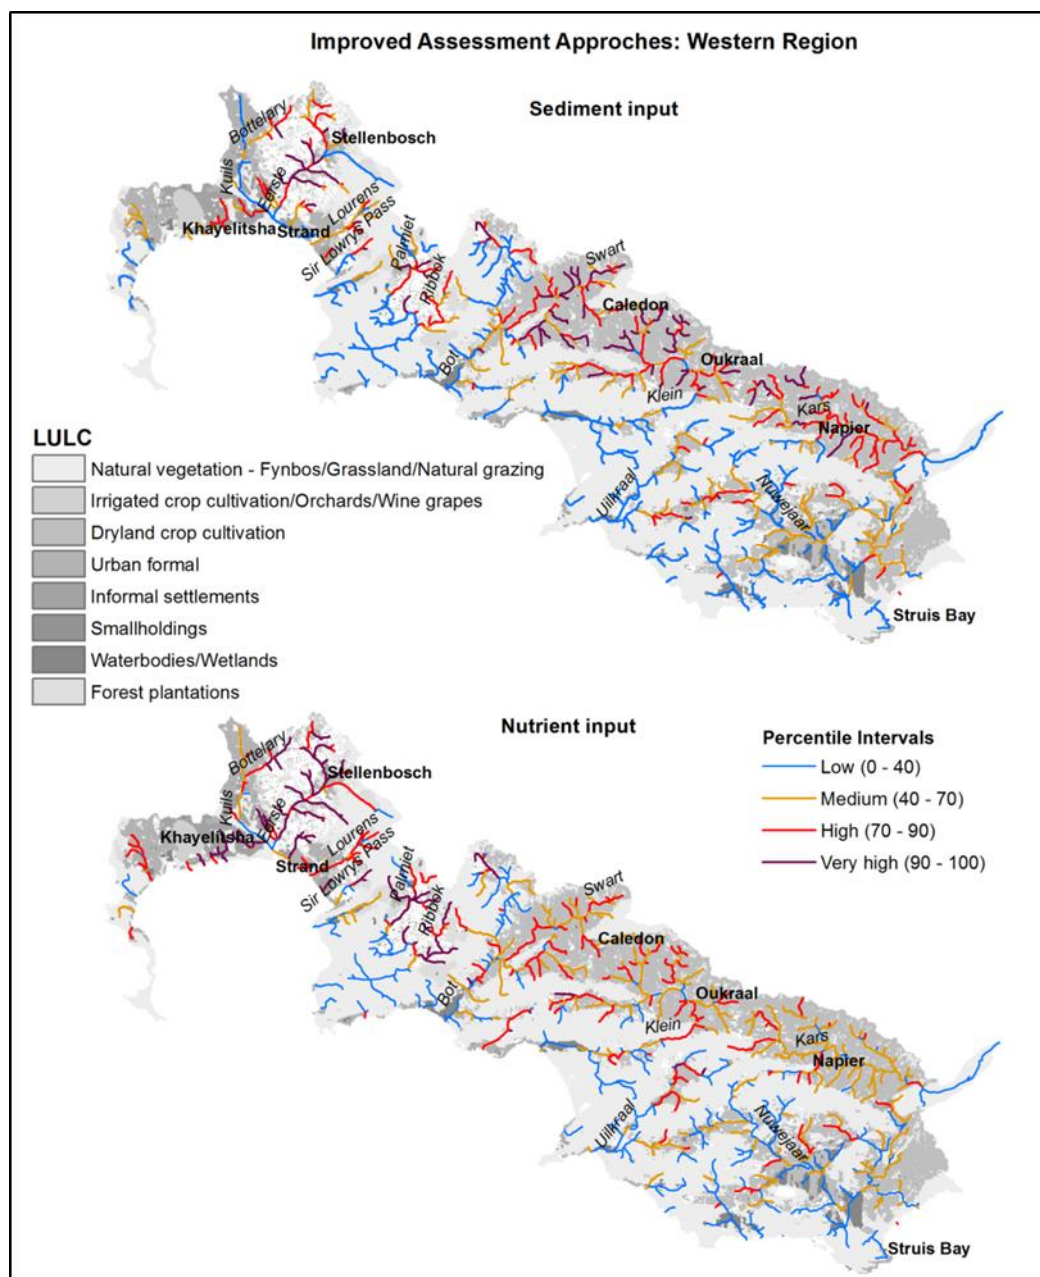 Improved Assessment Approches: Western Region
Sediment input
Bottelary
Stellenbosch
Kuils
Eerste
Lourens
Khayelitsha
Strand
Sir Lowrys Pass
Palmiet
Ribbok
Swart
Caledon
Bot
Oukraal
Klein
Kars
Napier
Uilkraal
Nuwejaar
Struis Bay
LULC
Natural vegetation - Fynbos/Grassland/Natural grazing
Irrigated crop cultivation/Orchards/Wine grapes
Dryland crop cultivation
Urban formal
Informal settlements
Smallholdings
Waterbodies/Wetlands
Forest plantations
Nutrient input
Percentile Intervals
Low (0 - 40)
Medium (40 - 70)
High (70 - 90)
Very high (90 - 100)
Bottelary
Stellenbosch
Kuils
Eerste
Lourens
Khayelitsha
Strand
Sir Lowrys Pass
Palmiet
Ribbok
Swart
Caledon
Bot
Oukraal
Klein
Kars
Napier
Uilkraal
Nuwejaar
Struis Bay